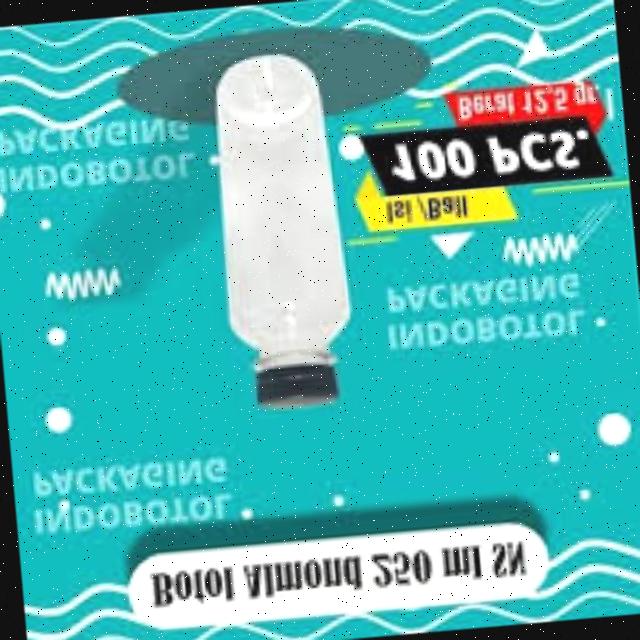 Botol Almond 250 ml SN
INDOBOTOL
PACKAGING
INDOBOTOL
PACKAGING
Isi /Ball
100 PCS.
Berat 12,5 gr
INDOBOTOL
PACKAGING